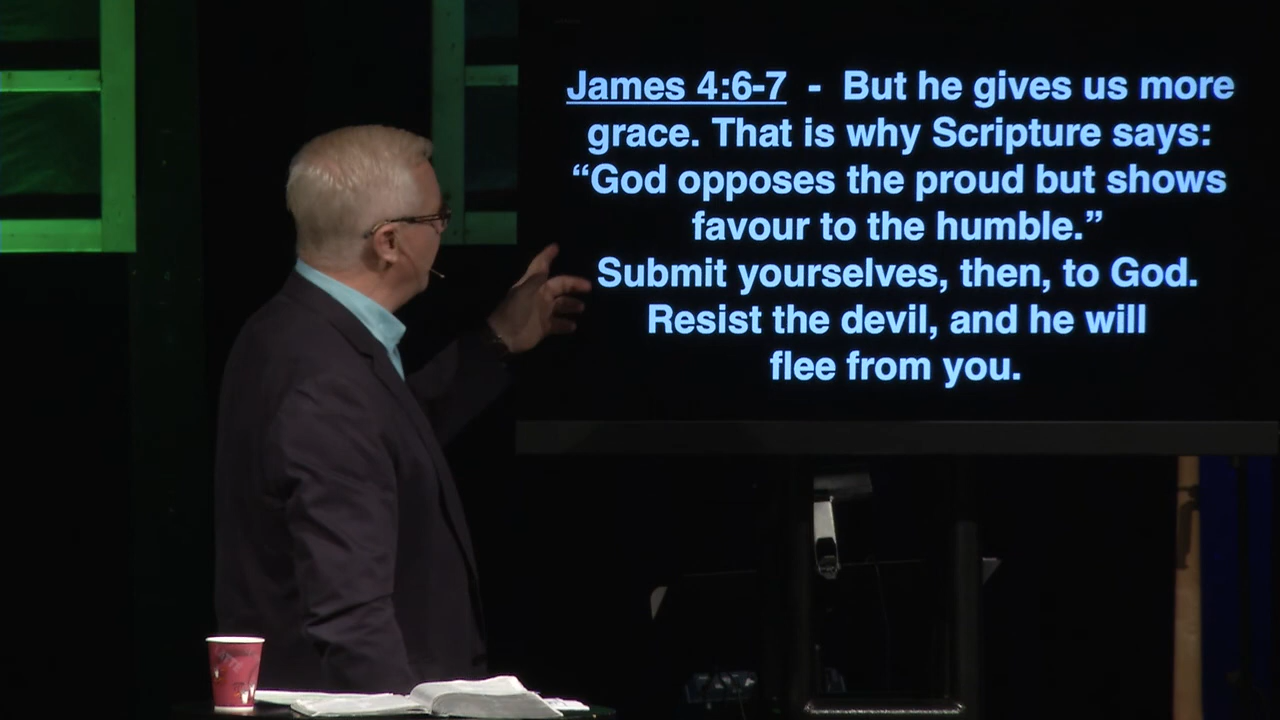 James 4:6-7 - But he gives us more
grace. That is why Scripture says:
“God opposes the proud but shows
favour to the humble.”
Submit yourselves, then, to God.
Resist the devil, and he will
flee from you.